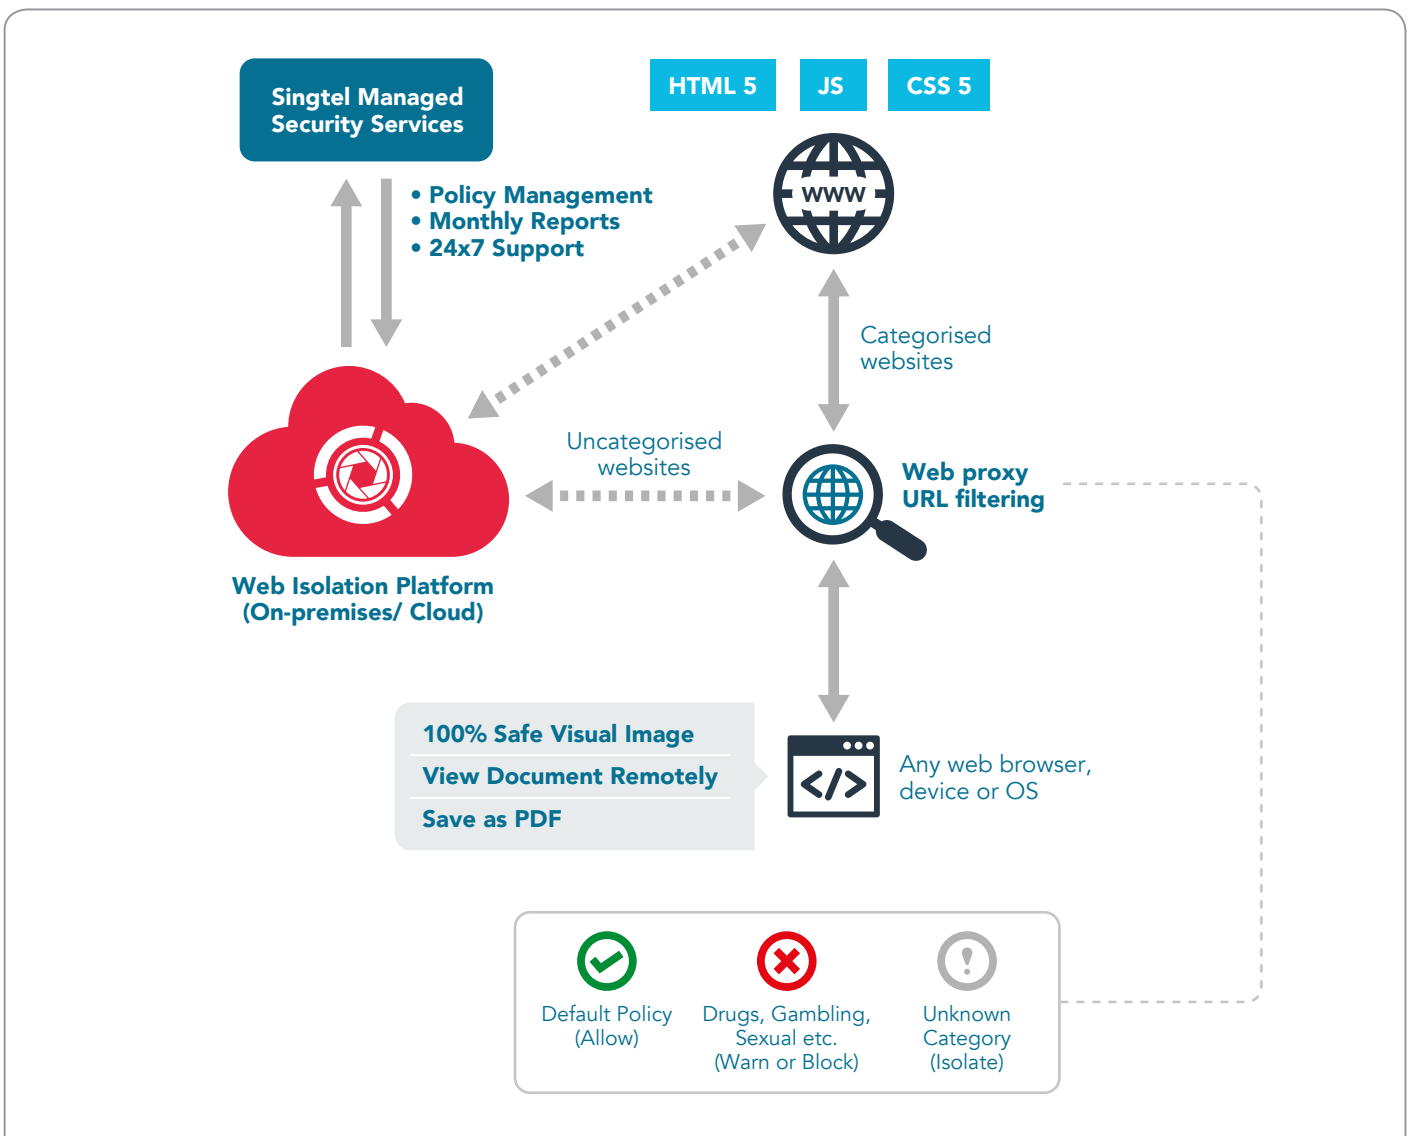 Singtel Managed
Security Services
HTML 5
JS
CSS 5
www
• Policy Management
• Monthly Reports
• 24x7 Support
Categorised
websites
Uncategorised
websites
Web proxy
URL filtering
Web Isolation Platform
(On-premises/ Cloud)
100% Safe Visual Image
View Document Remotely
Save as PDF
</>
Any web browser,
device or OS
Default Policy
(Allow)
Drugs, Gambling,
Sexual etc.
(Warn or Block)
Unknown
Category
(Isolate)